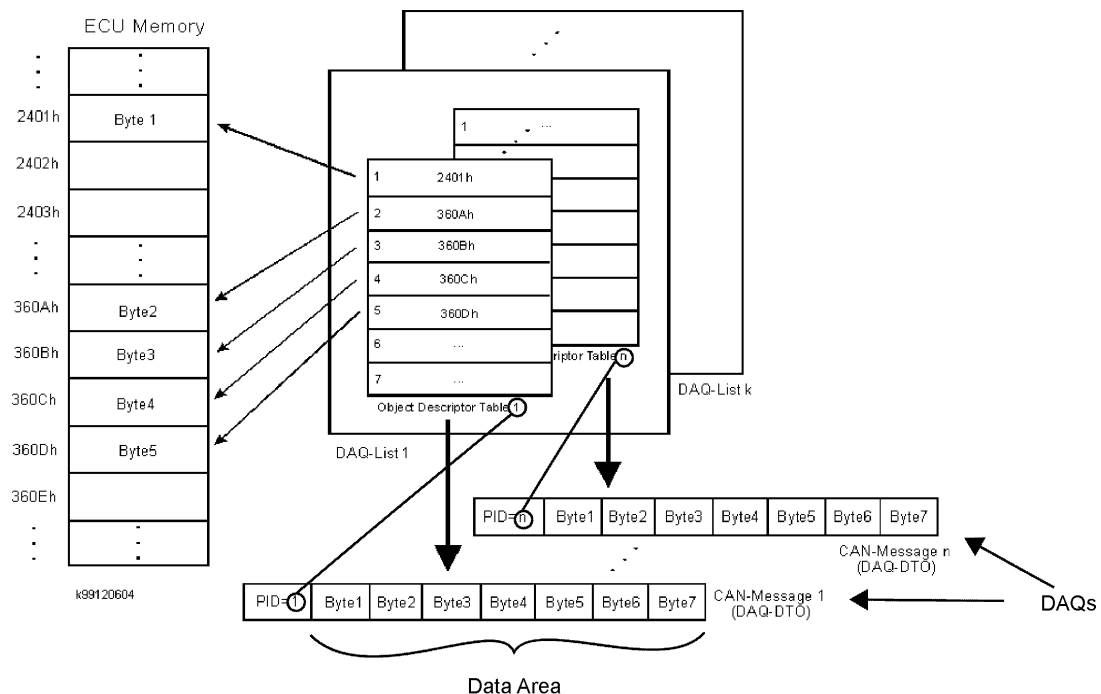 ECU Memory
2401h
Byte 1
2402h
2403h
360Ah
Byte2
360Bh
Byte3
360Ch
Byte4
360Dh
Byte5
360Eh
k99120604
1 ...
1 2401h
2 360Ah
3 360Bh
4 360Ch
5 360Dh
6 ...
7 ...
riptor Table n
Object Descriptor Table 1
DAQ-List k
DAQ-List 1
PID=n Byte1 Byte2 Byte3 Byte4 Byte5 Byte6 Byte7
CAN-Message n
(DAQ-DTO)
PID=1 Byte1 Byte2 Byte3 Byte4 Byte5 Byte6 Byte7
CAN-Message 1
(DAQ-DTO)
DAQs
Data Area